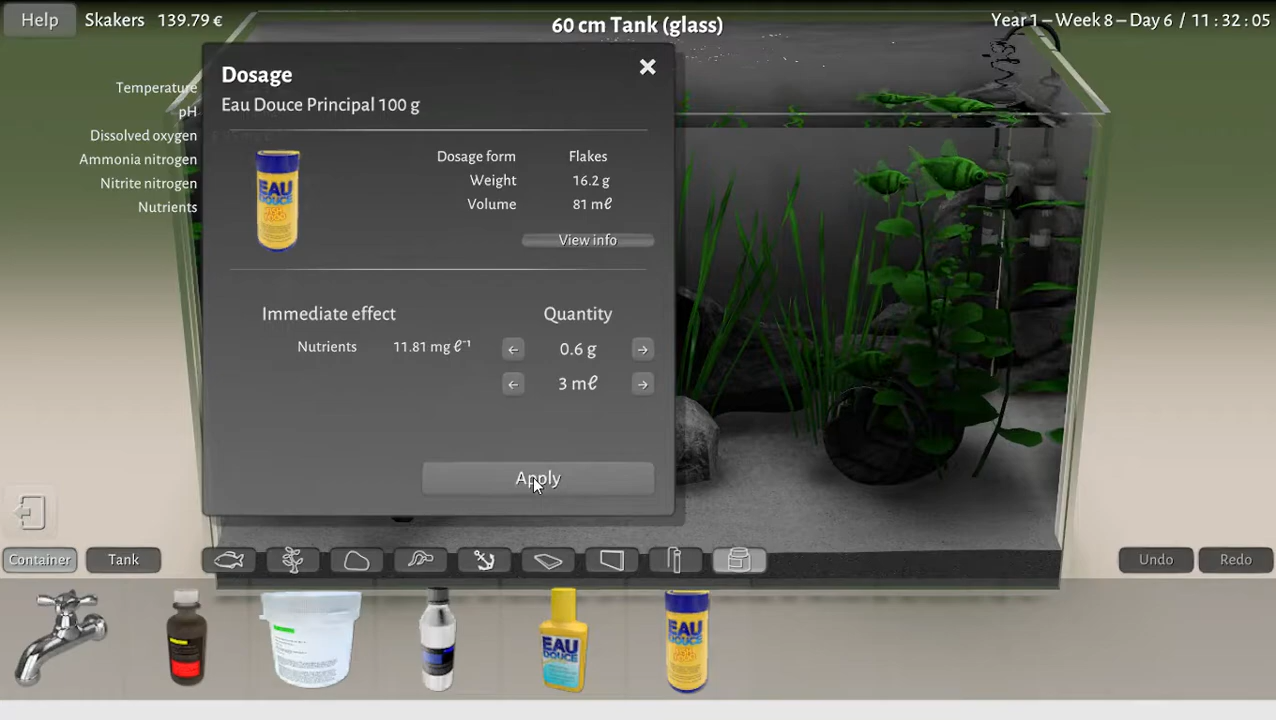 Help
Skakers 139.79 €
60 cm Tank (glass)
Year 1 – Week 8 – Day 6 / 11:32:05
Temperature
pH
Dissolved oxygen
Ammonia nitrogen
Nitrite nitrogen
Nutrients
Dosage
Eau Douce Principal 100 g
Dosage form Flakes
Weight 16.2 g
Volume 81 mℓ
View info
EAU DOUCE
Immediate effect Quantity
Nutrients 11.81 mg ℓ⁻¹ ← 0.6 g →
← 3 mℓ →
Apply
Container Tank
Undo Redo
EAU DOUCE
EAU DOUCE